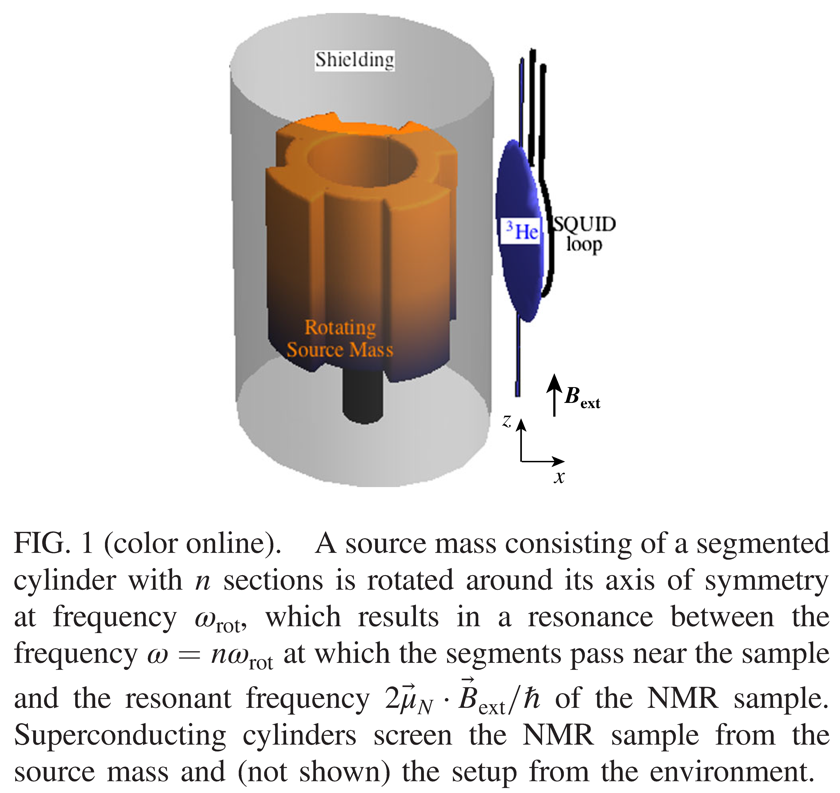 Shielding
³He
SQUID
loop
Rotating
Source Mass
B_ext
z
x
FIG. 1 (color online). A source mass consisting of a segmented
cylinder with n sections is rotated around its axis of symmetry
at frequency ω_rot, which results in a resonance between the
frequency ω = nω_rot at which the segments pass near the sample
and the resonant frequency 2μ⃗_N · B⃗_ext/ℏ of the NMR sample.
Superconducting cylinders screen the NMR sample from the
source mass and (not shown) the setup from the environment.